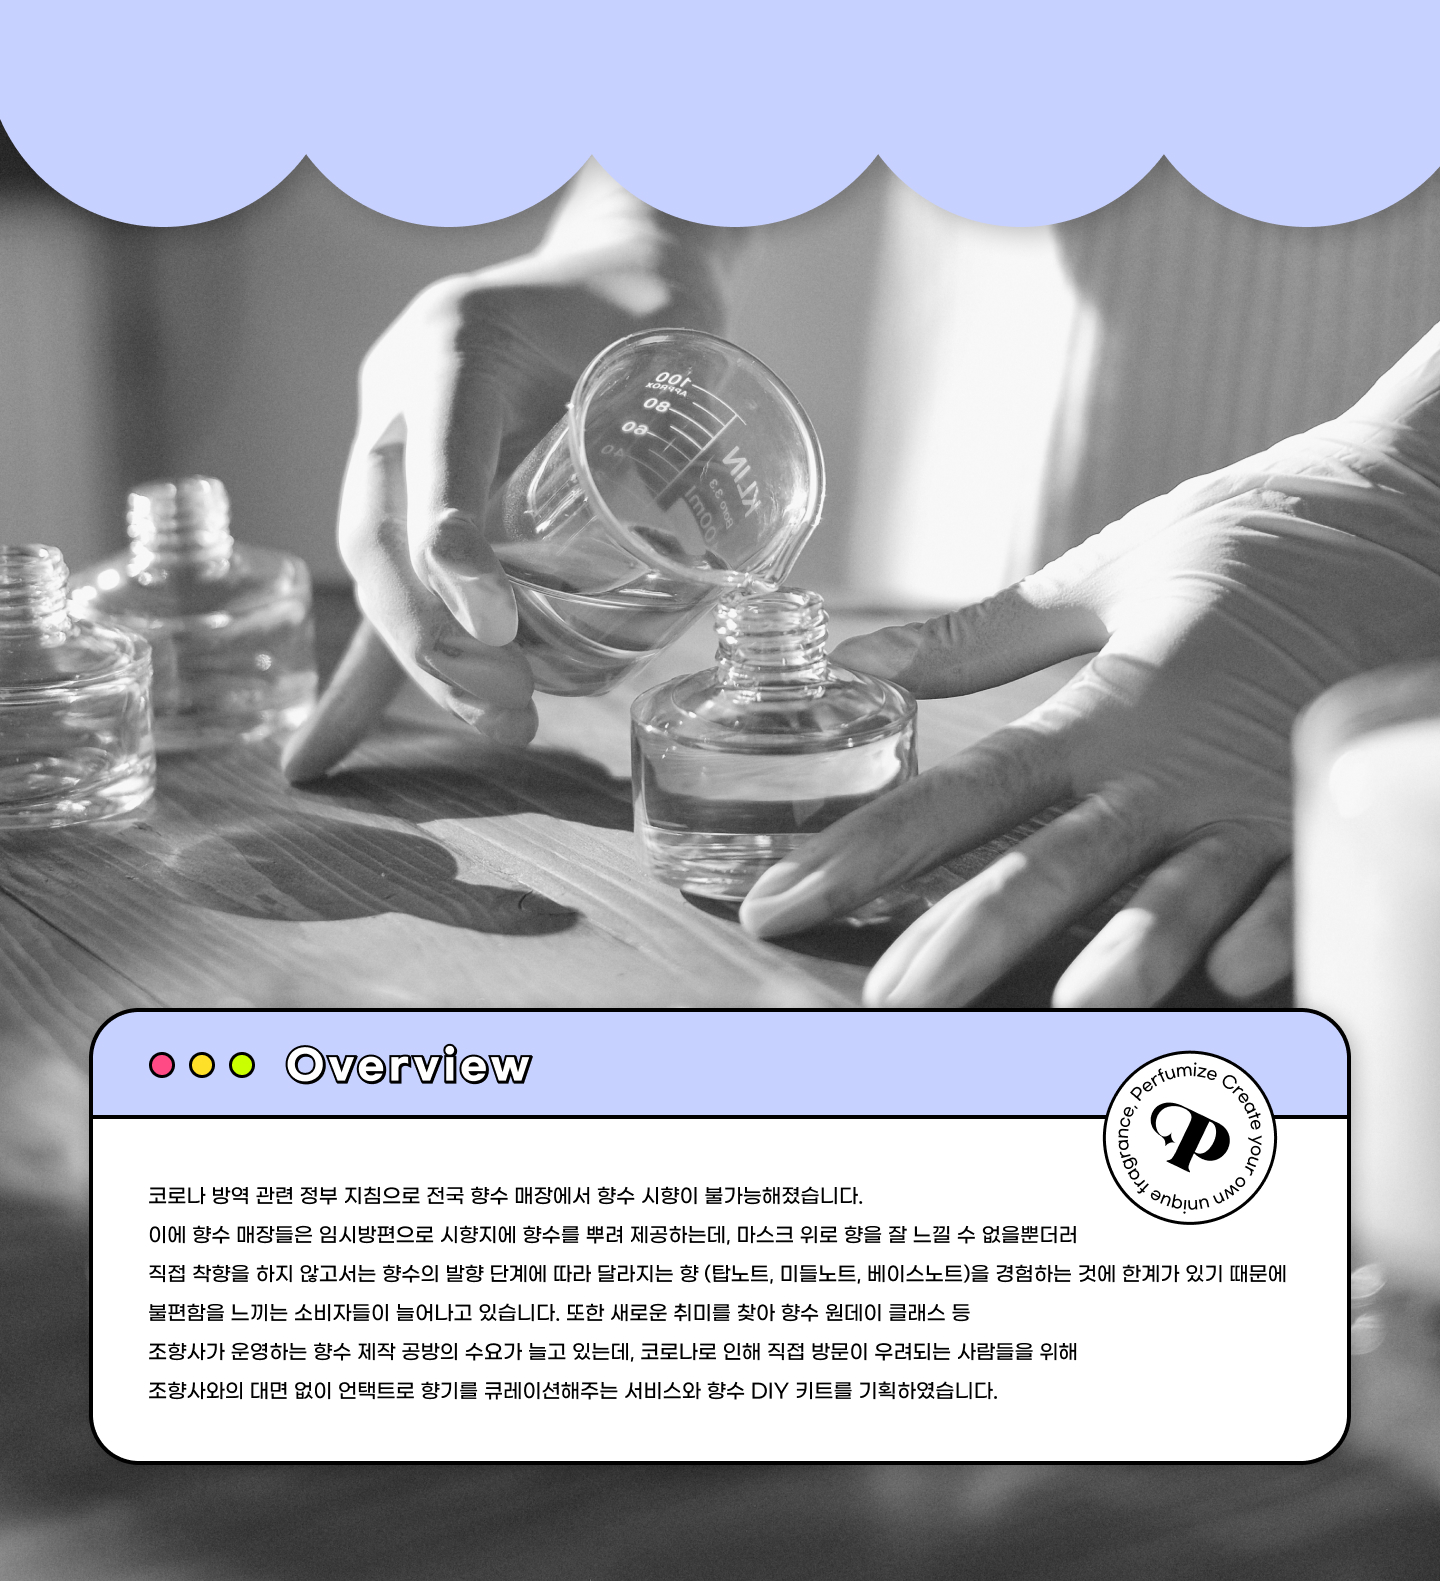 100
APPROX
80
60
40
KLIN
Overview
Perfumize Create your own unique fragrance,
P
코로나 방역 관련 정부 지침으로 전국 향수 매장에서 향수 시향이 불가능해졌습니다.
이에 향수 매장들은 임시방편으로 시향지에 향수를 뿌려 제공하는데, 마스크 위로 향을 잘 느낄 수 없을뿐더러
직접 착향을 하지 않고서는 향수의 발향 단계에 따라 달라지는 향 (탑노트, 미들노트, 베이스노트)을 경험하는 것에 한계가 있기 때문에
불편함을 느끼는 소비자들이 늘어나고 있습니다. 또한 새로운 취미를 찾아 향수 원데이 클래스 등
조향사가 운영하는 향수 제작 공방의 수요가 늘고 있는데, 코로나로 인해 직접 방문이 우려되는 사람들을 위해
조향사와의 대면 없이 언택트로 향기를 큐레이션해주는 서비스와 향수 DIY 키트를 기획하였습니다.